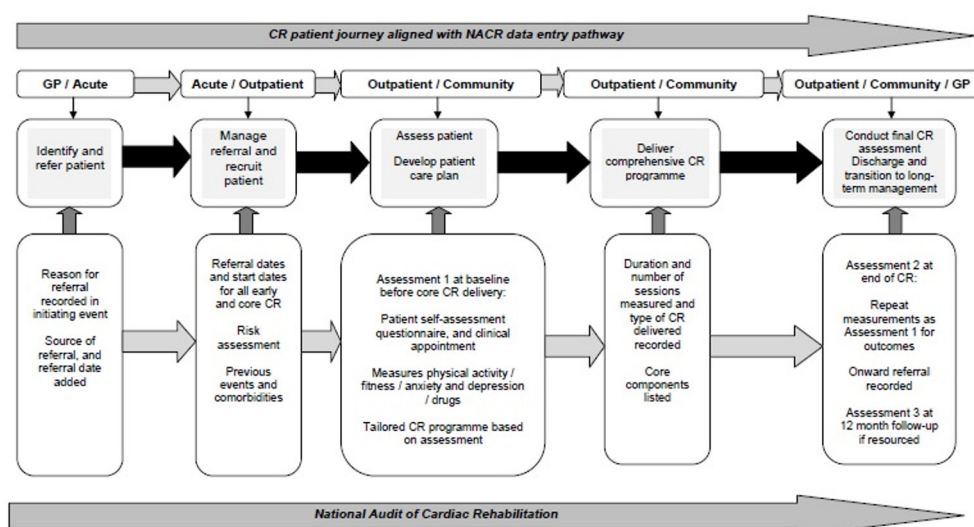 CR patient journey aligned with NACR data entry pathway
GP / Acute
Acute / Outpatient
Outpatient / Community
Outpatient / Community
Outpatient / Community / GP
Identify and
refer patient
Manage
referral and
recruit
patient
Assess patient
Develop patient
care plan
Deliver
comprehensive CR
programme
Conduct final CR
assessment
Discharge and
transition to long-
term management
Reason for
referral
recorded in
initiating event
Source of
referral, and
referral date
added
Referral dates
and start dates
for all early
and core CR
Risk
assessment
Previous
events and
comorbidities
Assessment 1 at baseline
before core CR delivery:
Patient self-assessment
questionnaire, and clinical
appointment
Measures physical activity /
fitness / anxiety and depression
/ drugs
Tailored CR programme based
on assessment
Duration and
number of
sessions
measured and
type of CR
delivered
recorded
Core
components
listed
Assessment 2 at
end of CR:
Repeat
measurements as
Assessment 1 for
outcomes
Onward referral
recorded
Assessment 3 at
12 month follow-up
if resourced
National Audit of Cardiac Rehabilitation